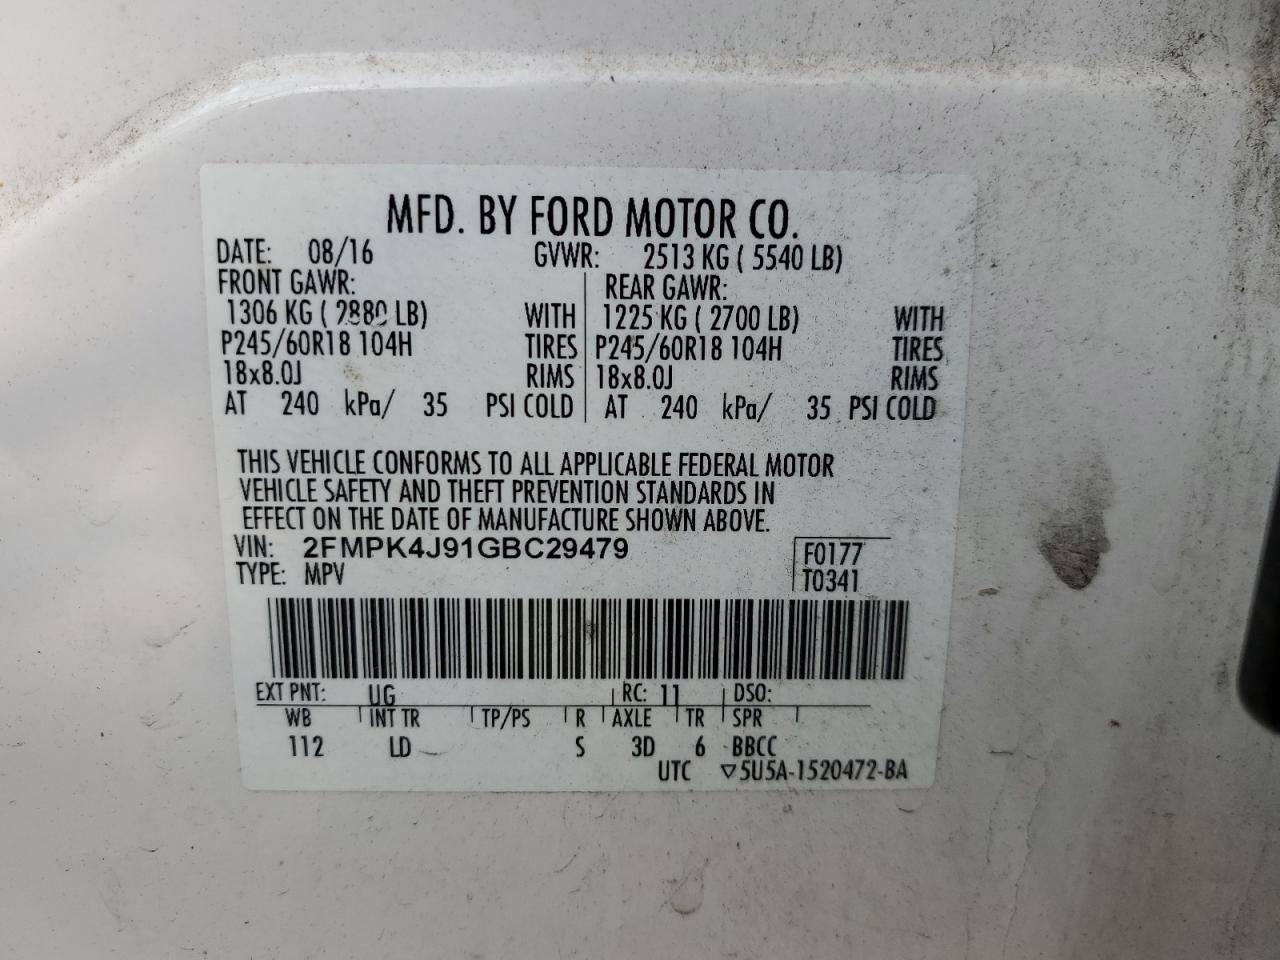 MFD. BY FORD MOTOR CO.
DATE: 08/16 GVWR: 2513 KG ( 5540 LB)
FRONT GAWR: REAR GAWR:
1306 KG ( 2880 LB) WITH 1225 KG ( 2700 LB) WITH
P245/60R18 104H TIRES P245/60R18 104H TIRES
18x8.0J RIMS 18x8.0J RIMS
AT 240 kPa/ 35 PSI COLD AT 240 kPa/ 35 PSI COLD
THIS VEHICLE CONFORMS TO ALL APPLICABLE FEDERAL MOTOR
VEHICLE SAFETY AND THEFT PREVENTION STANDARDS IN
EFFECT ON THE DATE OF MANUFACTURE SHOWN ABOVE.
VIN: 2FMPK4J91GBC29479 F0177
TYPE: MPV T0341
EXT PNT: UG RC: 11 DSO:
WB INT TR TP/PS R AXLE TR SPR
112 LD S 3D 6 BBCC
UTC ▽5U5A-1520472-BA